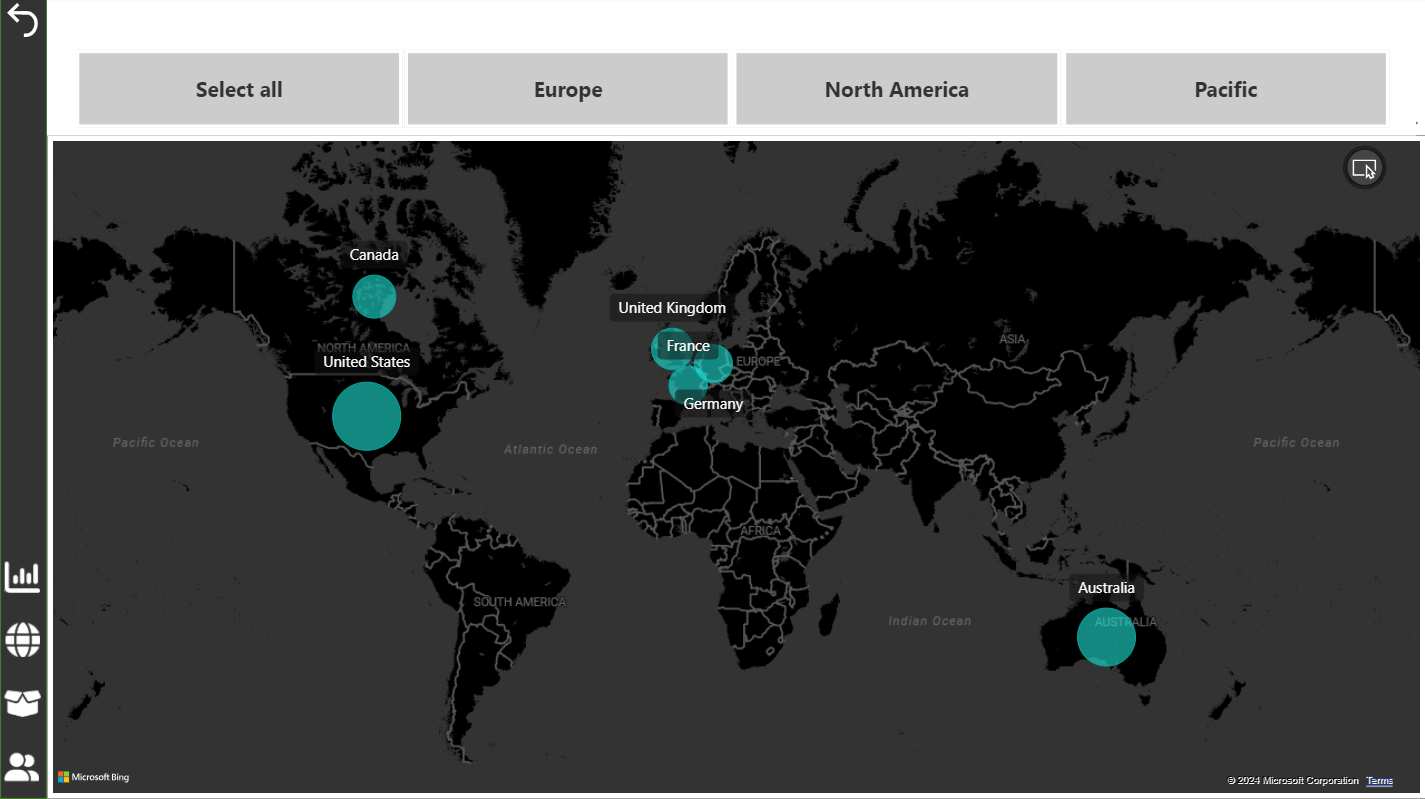 Select all
Europe
North America
Pacific
Canada
United Kingdom
NORTH AMERICA
United States
France
EUROPE
ASIA
Germany
Pacific Ocean
Atlantic Ocean
Pacific Ocean
AFRICA
Australia
SOUTH AMERICA
Indian Ocean
AUSTRALIA
Microsoft Bing
© 2024 Microsoft Corporation Terms